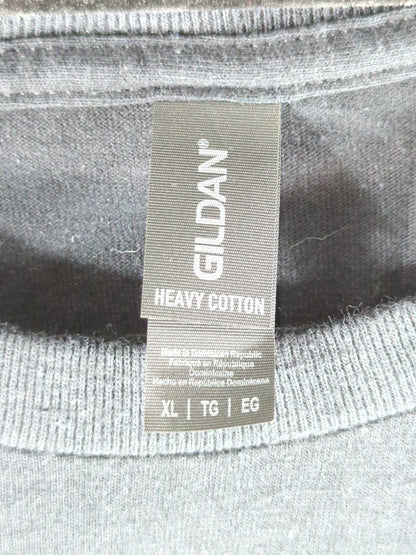 GILDAN®
HEAVY COTTON
Made in Dominican Republic
Fabriqué en République
Dominicaine
Hecho en República Dominicana
XL | TG | EG